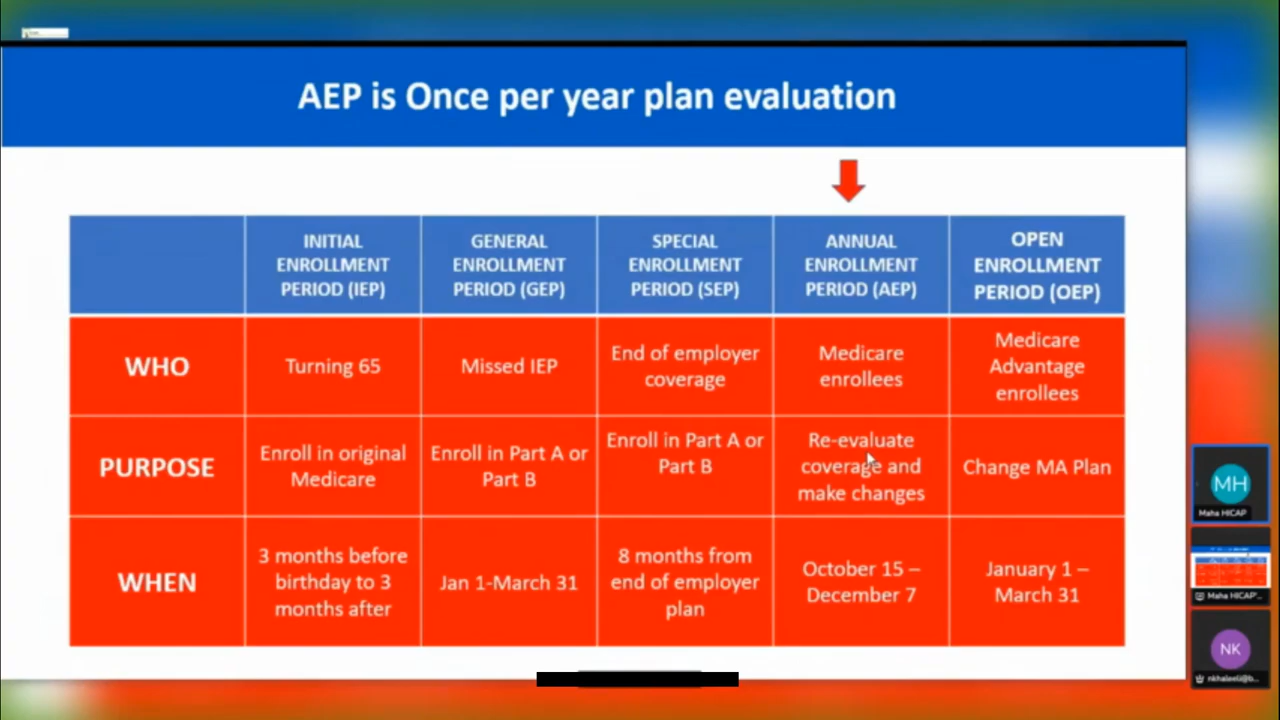 AEP is Once per year plan evaluation
INITIAL
ENROLLMENT
PERIOD (IEP)
GENERAL
ENROLLMENT
PERIOD (GEP)
SPECIAL
ENROLLMENT
PERIOD (SEP)
ANNUAL
ENROLLMENT
PERIOD (AEP)
OPEN
ENROLLMENT
PERIOD (OEP)
WHO
Turning 65
Missed IEP
End of employer
coverage
Medicare
enrollees
Medicare
Advantage
enrollees
PURPOSE
Enroll in original
Medicare
Enroll in Part A or
Part B
Enroll in Part A or
Part B
Re-evaluate
coverage and
make changes
Change MA Plan
WHEN
3 months before
birthday to 3
months after
Jan 1-March 31
8 months from
end of employer
plan
October 15 –
December 7
January 1 –
March 31
MH
Maha HICAP
Maha HICAP'...
NK
nkhaleeli@b...